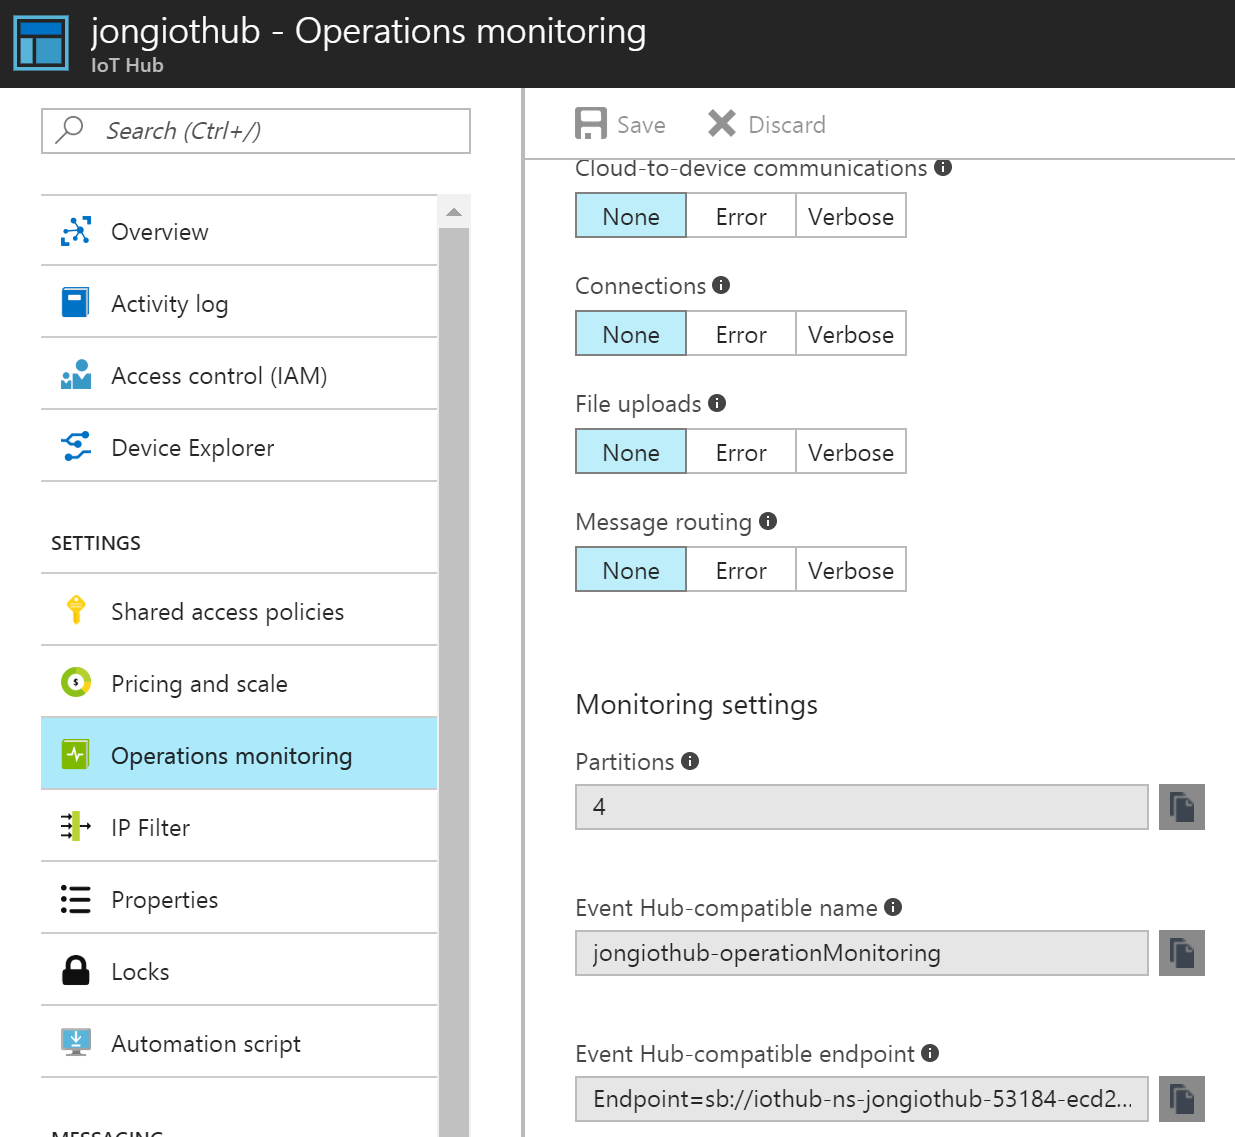 jongiothub - Operations monitoring
IoT Hub
Search (Ctrl+/)
Overview
Activity log
Access control (IAM)
Device Explorer
SETTINGS
Shared access policies
Pricing and scale
Operations monitoring
IP Filter
Properties
Locks
Automation script
MESSAGING
Save Discard
Cloud-to-device communications
None Error Verbose
Connections
None Error Verbose
File uploads
None Error Verbose
Message routing
None Error Verbose
Monitoring settings
Partitions
4
Event Hub-compatible name
jongiothub-operationMonitoring
Event Hub-compatible endpoint
Endpoint=sb://iothub-ns-jongiothub-53184-ecd2...